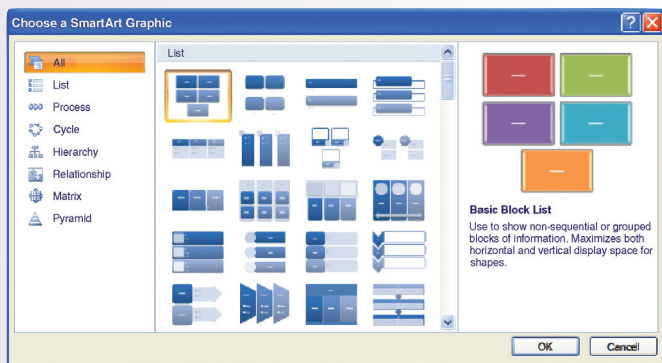 Choose a SmartArt Graphic
All
List
Process
Cycle
Hierarchy
Relationship
Matrix
Pyramid
List
Basic Block List
Use to show non-sequential or grouped
blocks of information. Maximizes both
horizontal and vertical display space for
shapes.
OK
Cancel